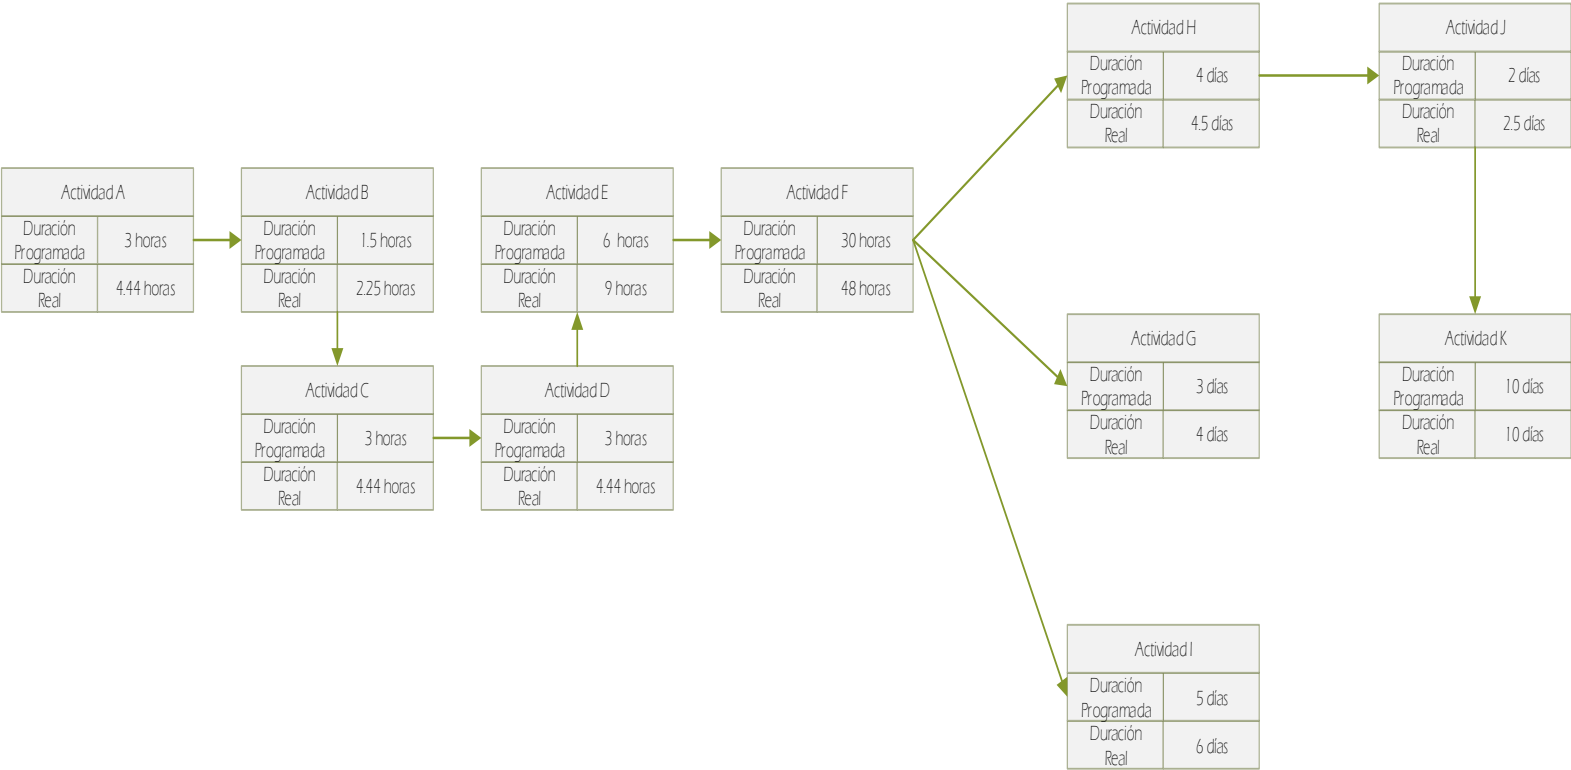 Actividad A
Duración
Programada
3 horas
Duración
Real
4.44 horas
Actividad B
Duración
Programada
1.5 horas
Duración
Real
2.25 horas
Actividad C
Duración
Programada
3 horas
Duración
Real
4.44 horas
Actividad D
Duración
Programada
3 horas
Duración
Real
4.44 horas
Actividad E
Duración
Programada
6 horas
Duración
Real
9 horas
Actividad F
Duración
Programada
30 horas
Duración
Real
48 horas
Actividad H
Duración
Programada
4 días
Duración
Real
4.5 días
Actividad J
Duración
Programada
2 días
Duración
Real
2.5 días
Actividad G
Duración
Programada
3 días
Duración
Real
4 días
Actividad K
Duración
Programada
10 días
Duración
Real
10 días
Actividad I
Duración
Programada
5 días
Duración
Real
6 días